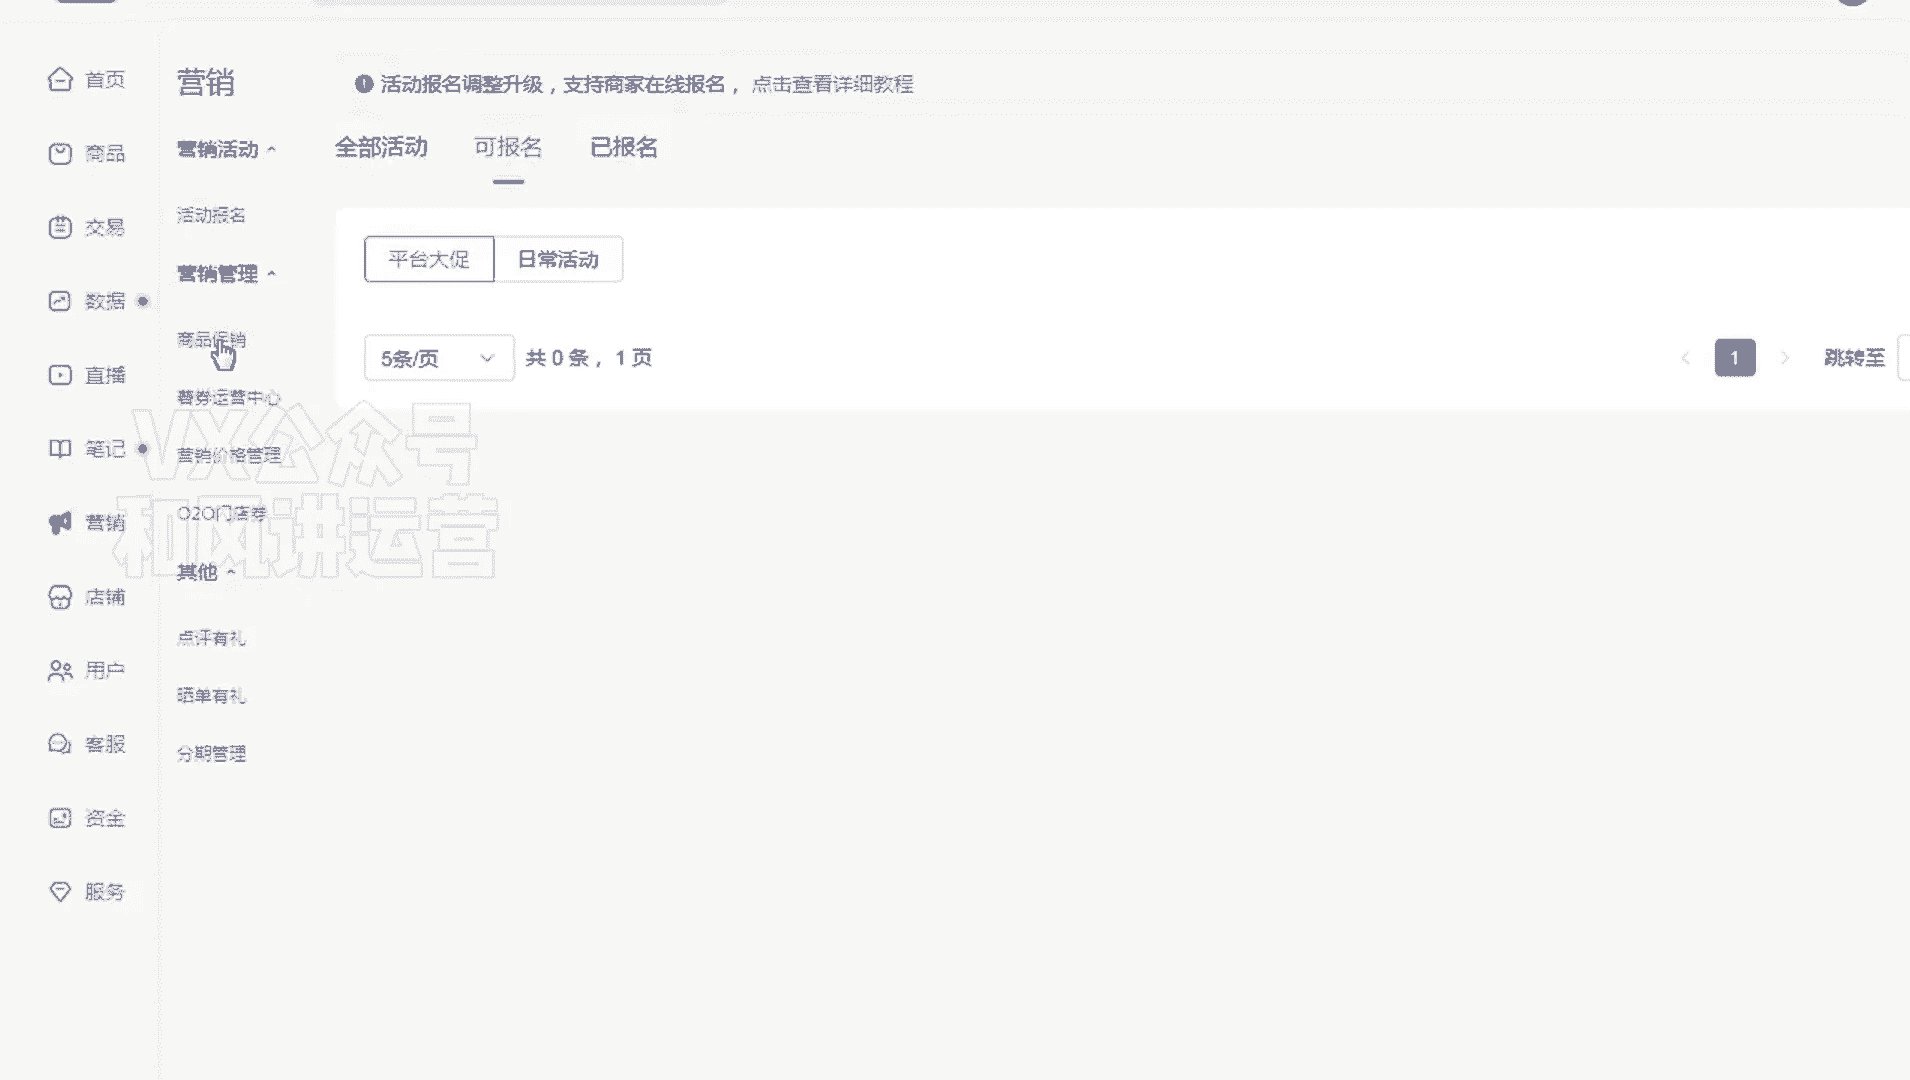 首页
商品
交易
数据
直播
笔记
营销
店铺
用户
客服
资金
服务
营销
营销活动
活动报名
营销管理
商品促销
薯券运营中心
营销价格管理
O2O门店券
其他
点评有礼
晒单有礼
分期管理
活动报名调整升级，支持商家在线报名，点击查看详细教程
全部活动 可报名 已报名
平台大促 日常活动
5条/页 共 0 条， 1 页
1 跳转至
VX公众号
和风讲运营